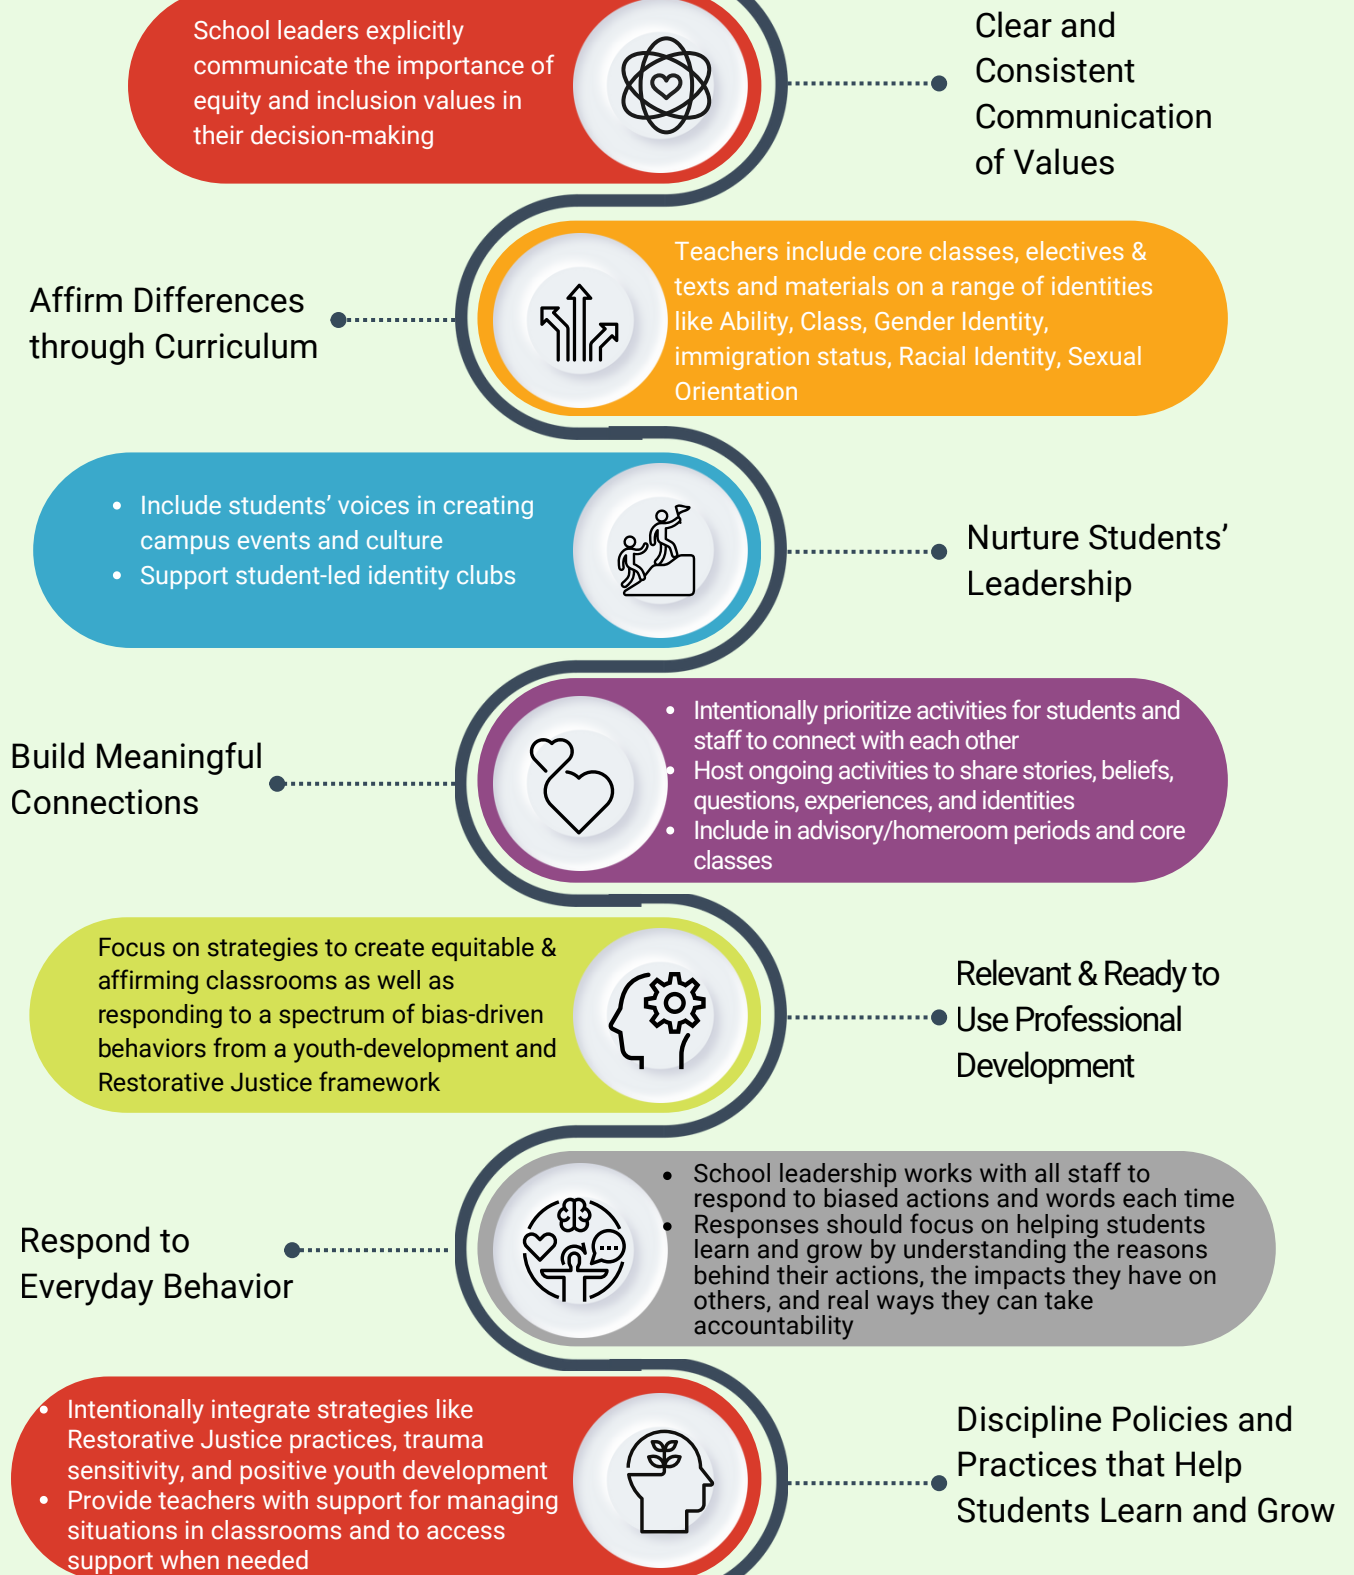 School leaders explicitly
communicate the importance of
equity and inclusion values in
their decision-making
Clear and
Consistent
Communication
of Values
Affirm Differences
through Curriculum
Teachers include core classes, electives &
texts and materials on a range of identities
like Ability, Class, Gender Identity,
immigration status, Racial Identity, Sexual
Orientation
• Include students’ voices in creating
campus events and culture
• Support student-led identity clubs
Nurture Students’
Leadership
Build Meaningful
Connections
• Intentionally prioritize activities for students and
staff to connect with each other
• Host ongoing activities to share stories, beliefs,
questions, experiences, and identities
• Include in advisory/homeroom periods and core
classes
Focus on strategies to create equitable &
affirming classrooms as well as
responding to a spectrum of bias-driven
behaviors from a youth-development and
Restorative Justice framework
Relevant & Ready to
Use Professional
Development
Respond to
Everyday Behavior
• School leadership works with all staff to
respond to biased actions and words each time
• Responses should focus on helping students
learn and grow by understanding the reasons
behind their actions, the impacts they have on
others, and real ways they can take
accountability
• Intentionally integrate strategies like
Restorative Justice practices, trauma
sensitivity, and positive youth development
• Provide teachers with support for managing
situations in classrooms and to access
support when needed
Discipline Policies and
Practices that Help
Students Learn and Grow